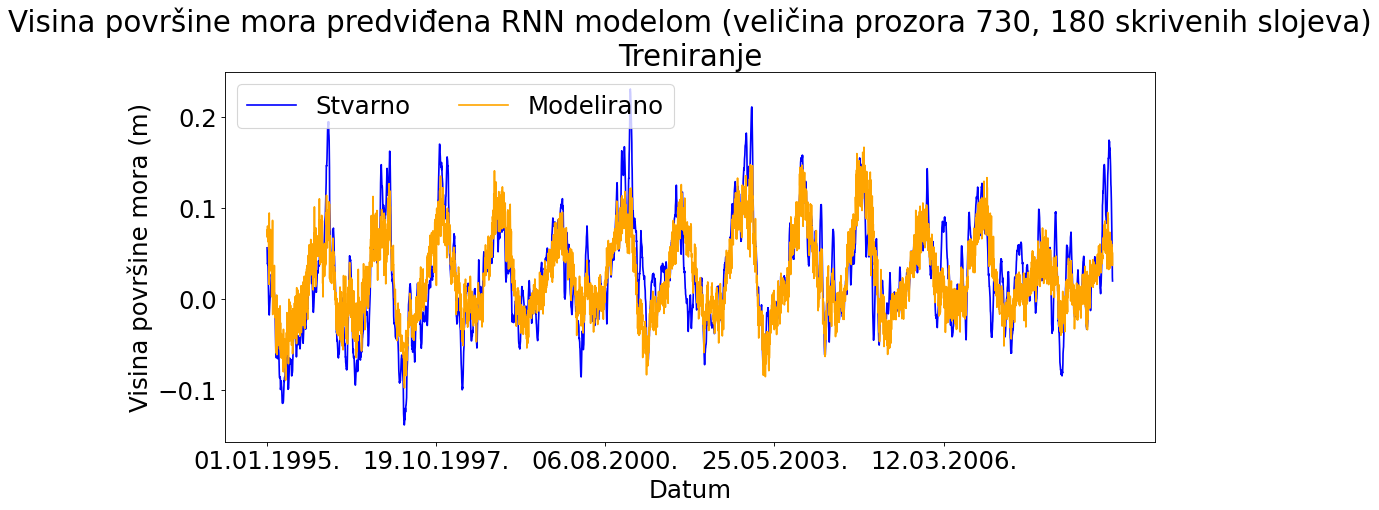 Visina površine mora predviđena RNN modelom (veličina prozora 730, 180 skrivenih slojeva)
Treniranje
Stvarno
Modelirano
Visina površine mora (m)
0.2
0.1
0.0
−0.1
01.01.1995.
19.10.1997.
06.08.2000.
25.05.2003.
12.03.2006.
Datum